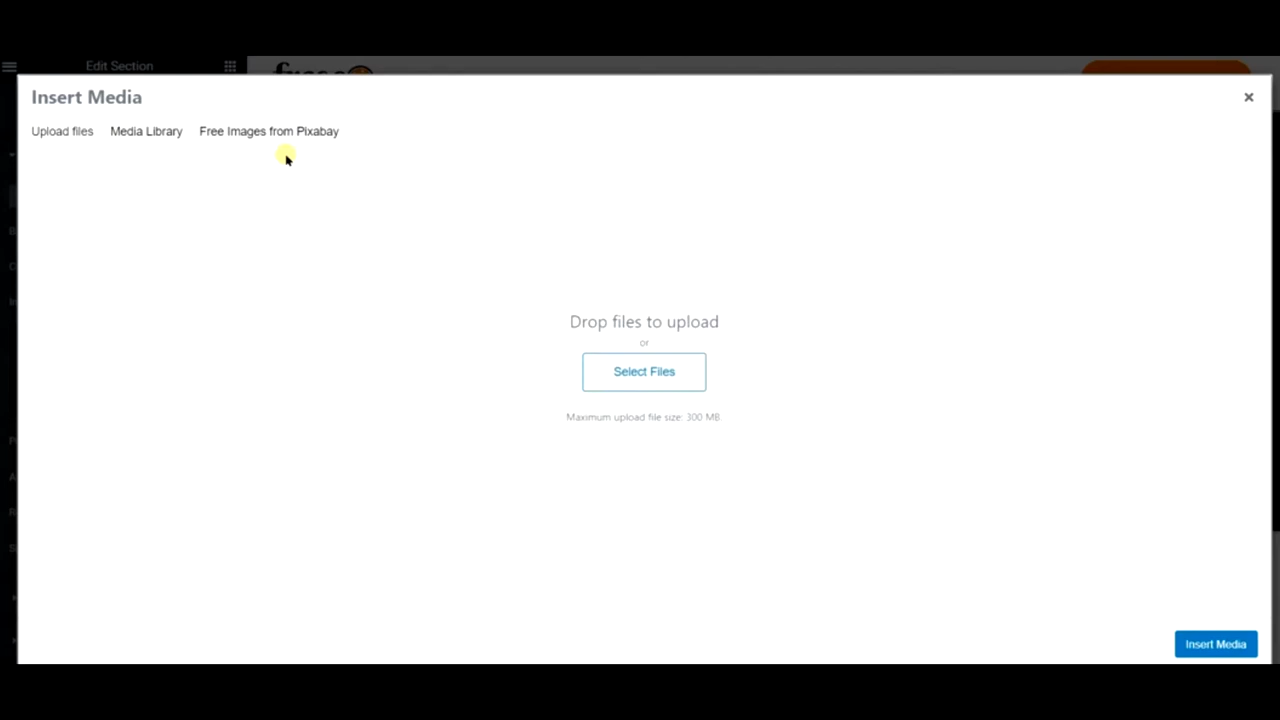 Edit Section
Insert Media
Upload files Media Library Free Images from Pixabay
Drop files to upload
or
Select Files
Maximum upload file size: 300 MB.
Insert Media